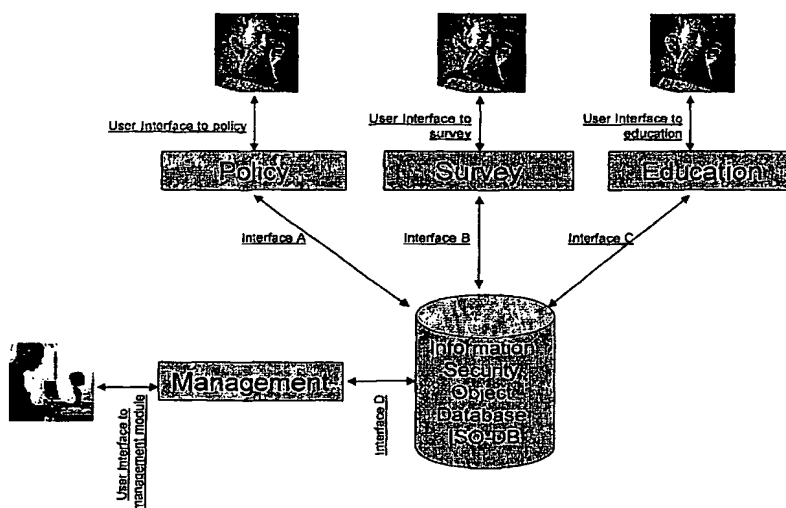 User Interface to policy
User Interface to
survey
User Interface to
education
Policy
Survey
Education
Interface A
Interface B
Interface C
Information
Security
Object
Database
ISO-DB
Management
Interface D
User Interface to
management module